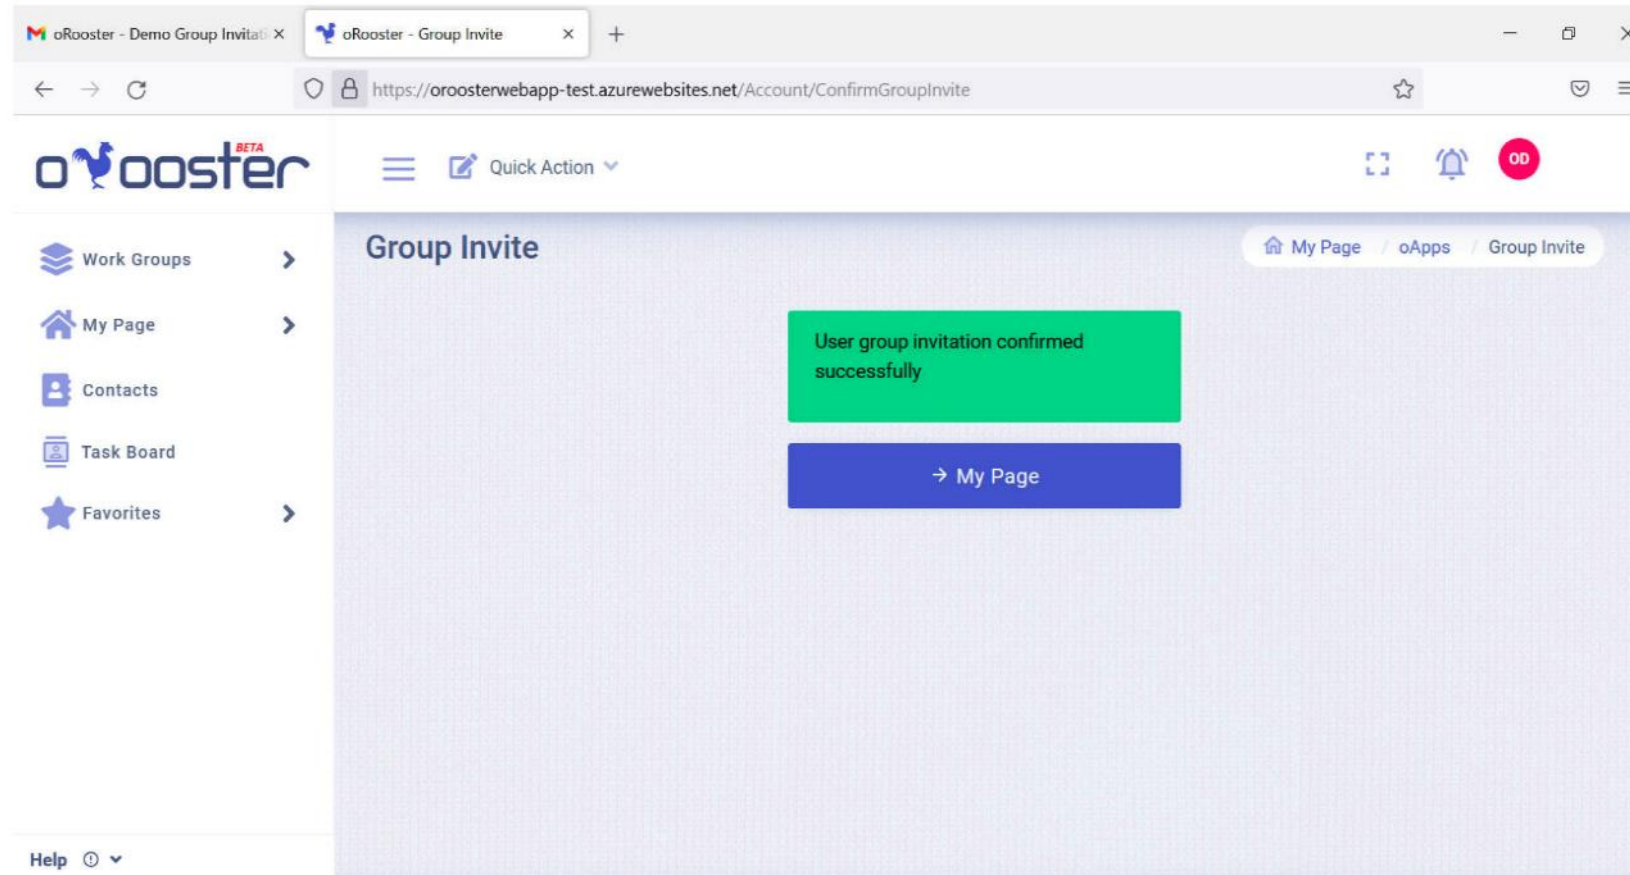 oRooster - Demo Group Invitati
oRooster - Group Invite
https://oroosterwebapp-test.azurewebsites.net/Account/ConfirmGroupInvite
orooster BETA
Quick Action
OD
Work Groups
My Page
Contacts
Task Board
Favorites
Help
Group Invite
My Page / oApps / Group Invite
User group invitation confirmed
successfully
→ My Page